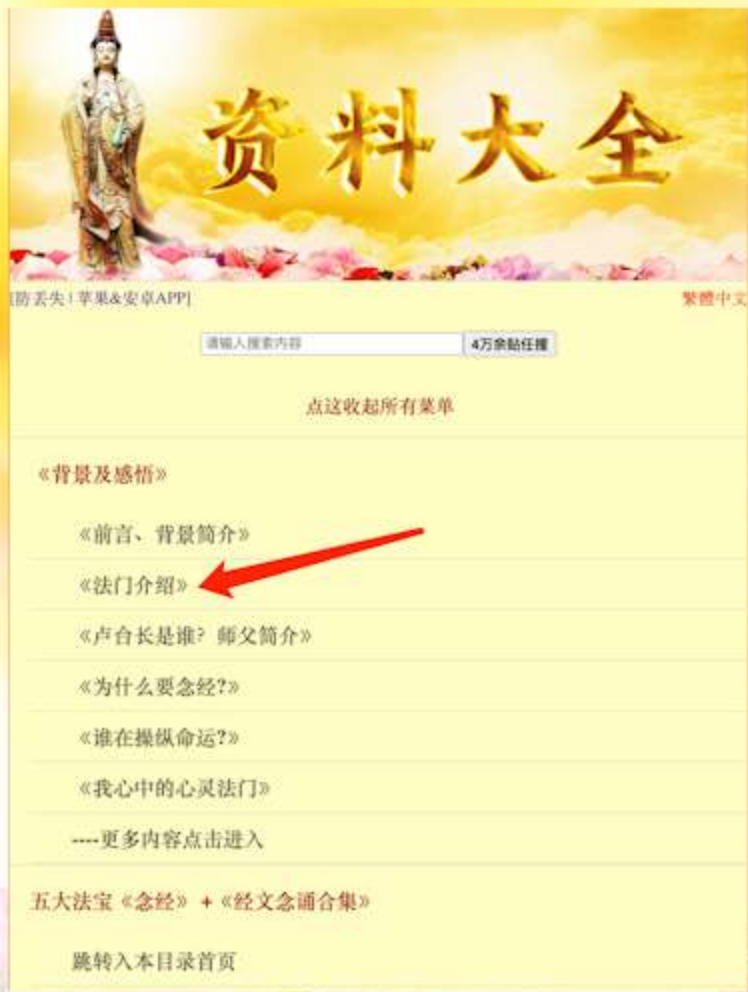 资料大全
[防丢失！苹果&安卓APP]
繁體中文
请输入搜索内容
4万余贴任搜
点这收起所有菜单
《背景及感悟》
《前言、背景简介》
《法门介绍》
《卢台长是谁？师父简介》
《为什么要念经？》
《谁在操纵命运？》
《我心中的心灵法门》
----更多内容点击进入
五大法宝《念经》+《经文念诵合集》
跳转入本目录首页